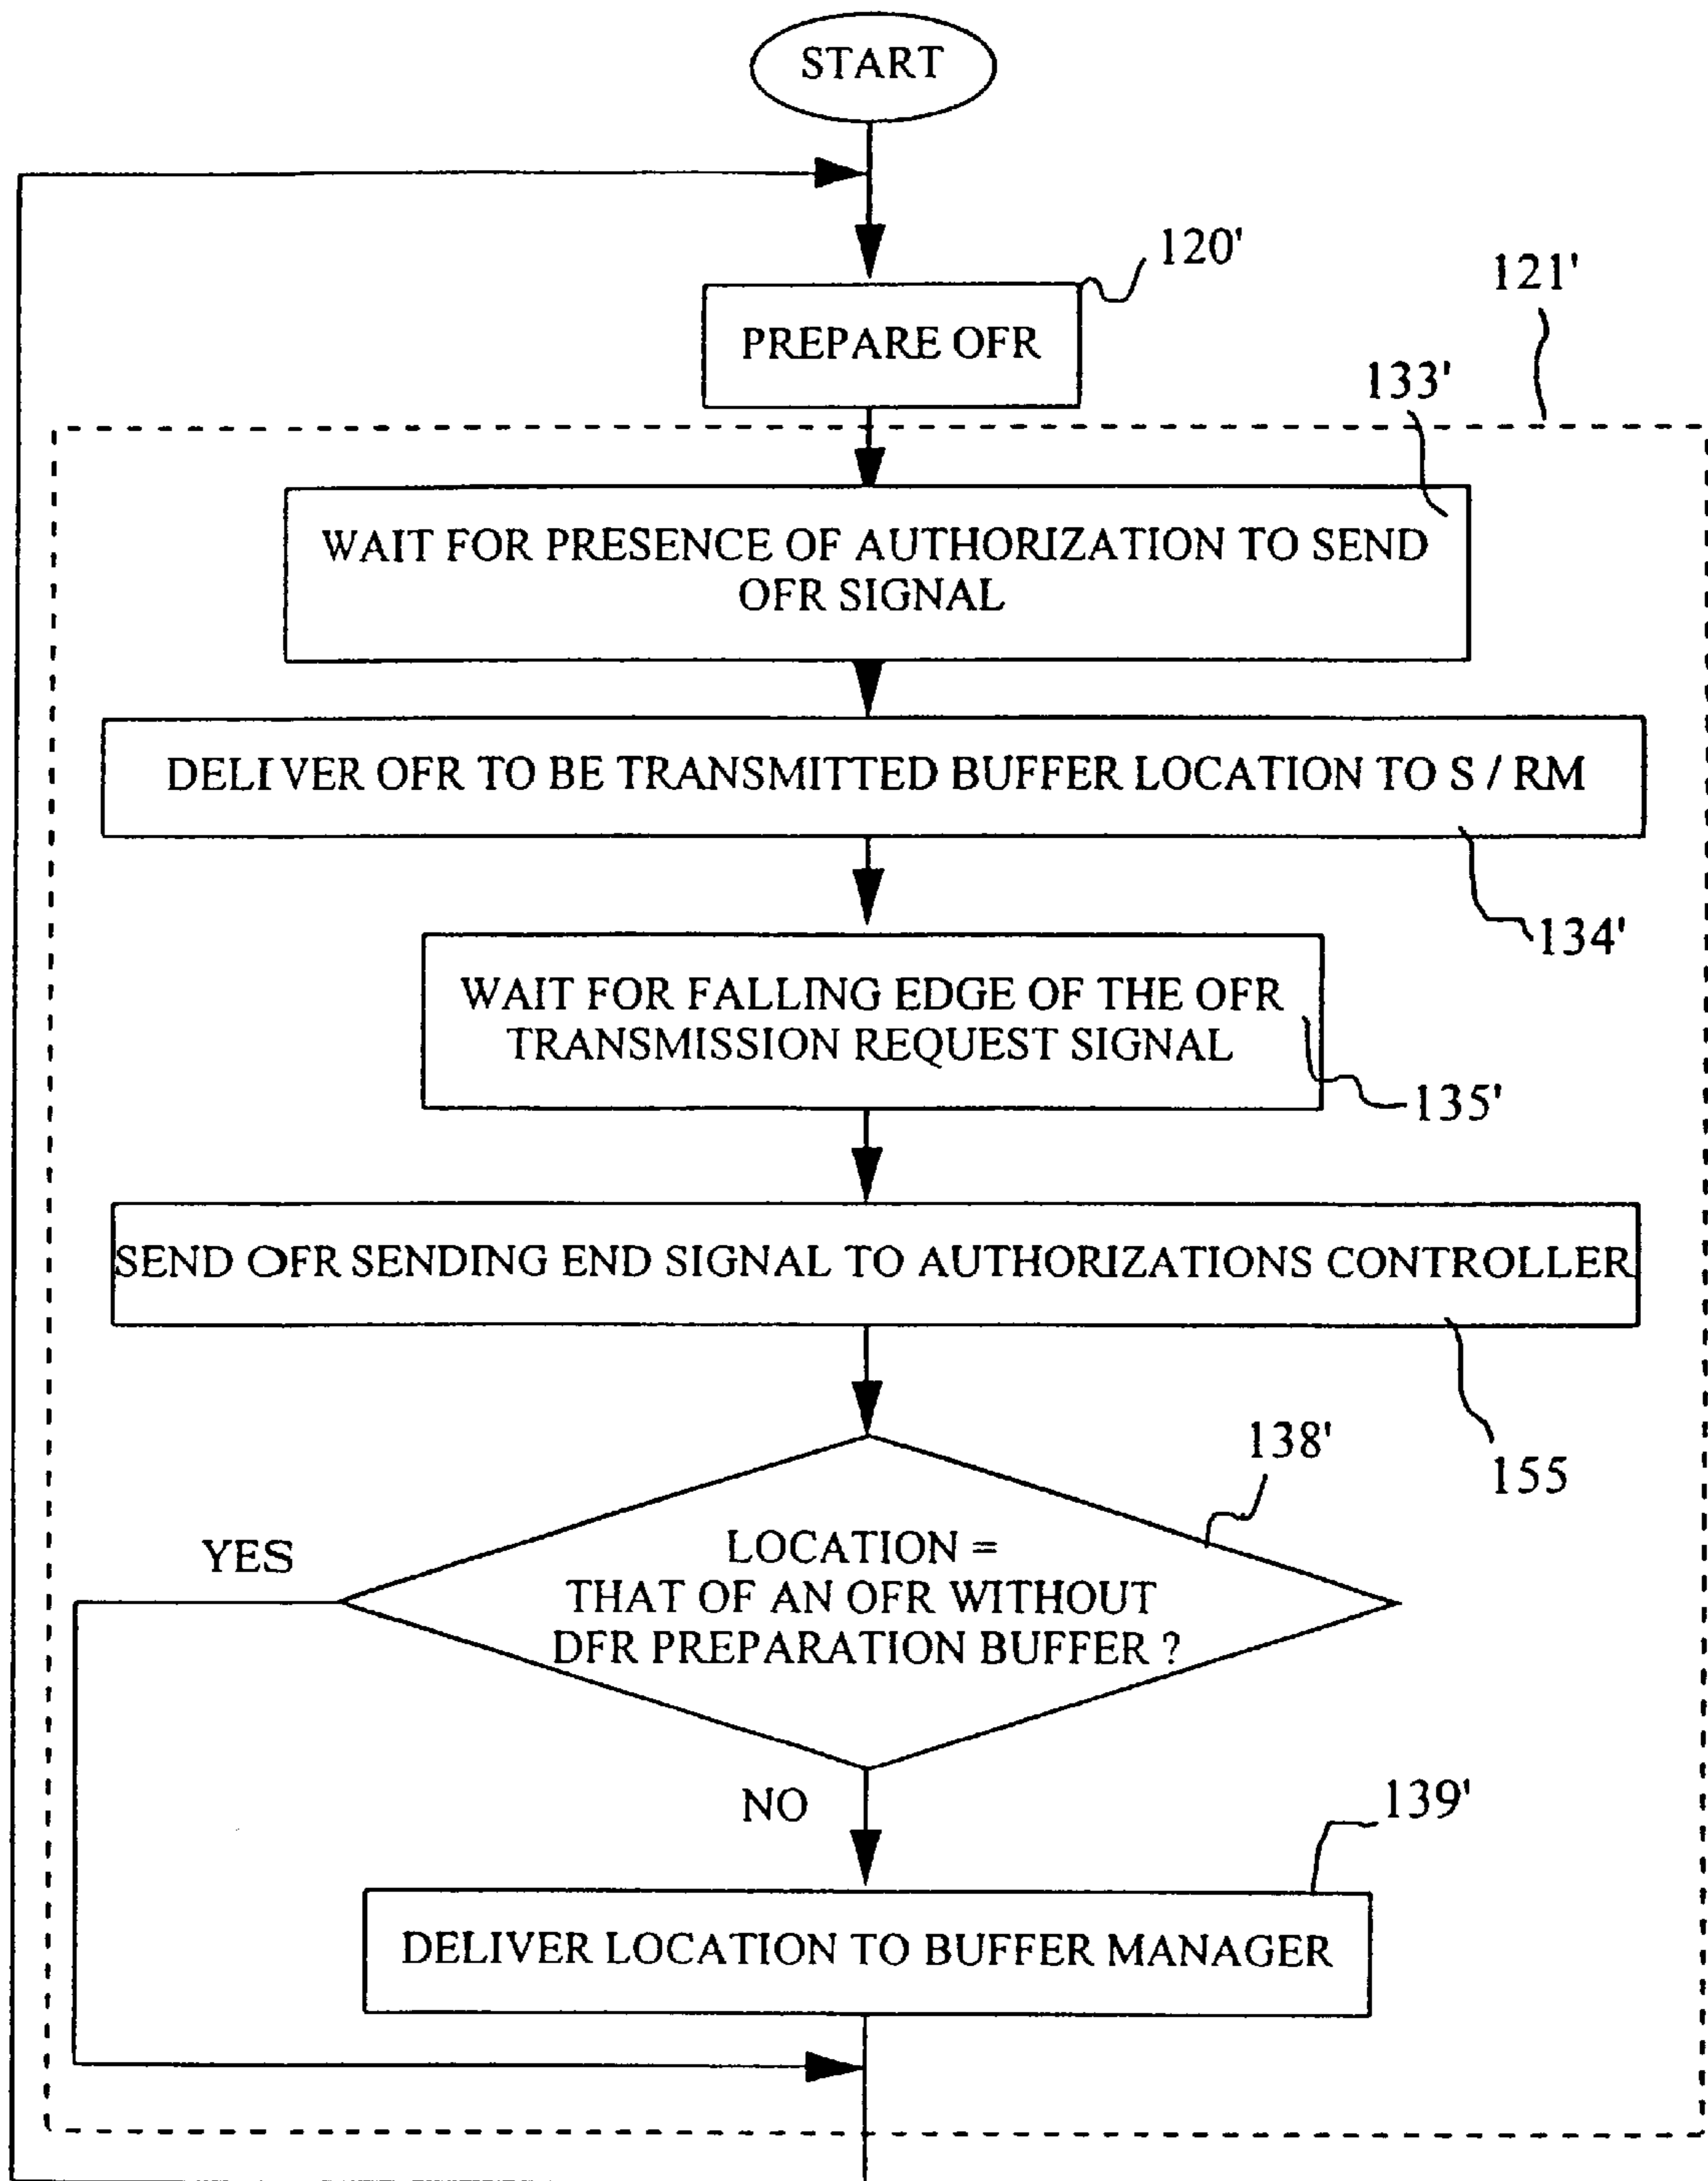 START
120'
121'
PREPARE OFR
133'
WAIT FOR PRESENCE OF AUTHORIZATION TO SEND
OFR SIGNAL
DELIVER OFR TO BE TRANSMITTED BUFFER LOCATION TO S / RM
134'
WAIT FOR FALLING EDGE OF THE OFR
TRANSMISSION REQUEST SIGNAL
135'
SEND OFR SENDING END SIGNAL TO AUTHORIZATIONS CONTROLLER
155
138'
YES
LOCATION =
THAT OF AN OFR WITHOUT
DFR PREPARATION BUFFER ?
NO
139'
DELIVER LOCATION TO BUFFER MANAGER